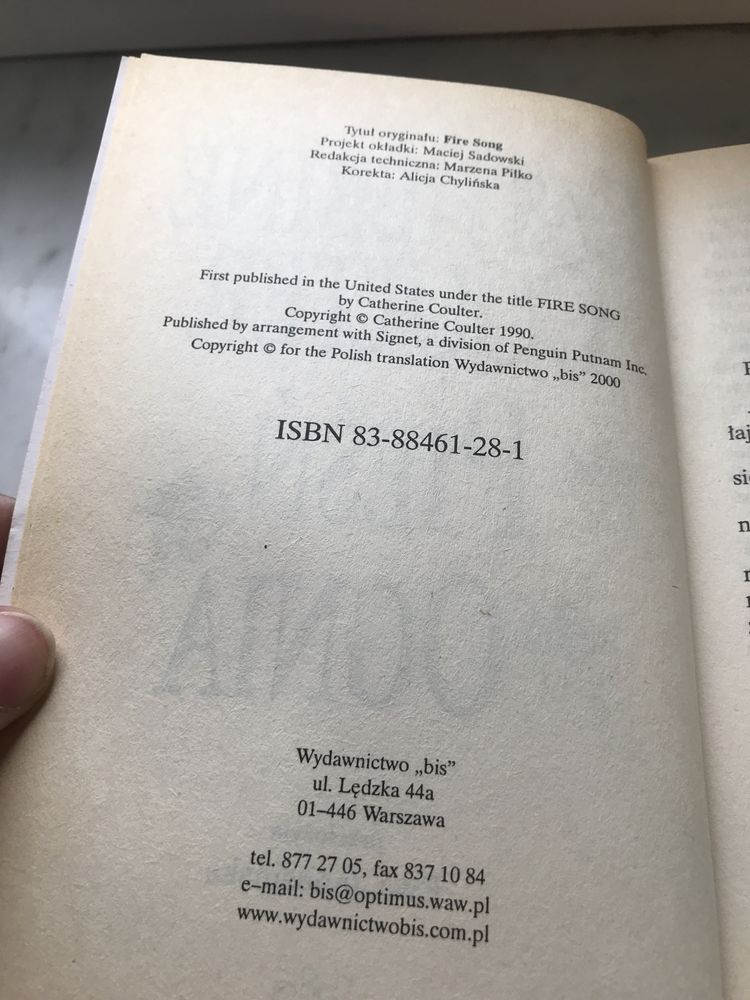 Tytuł oryginału: Fire Song
Projekt okładki: Maciej Sadowski
Redakcja techniczna: Marzena Piłko
Korekta: Alicja Chylińska
First published in the United States under the title FIRE SONG
by Catherine Coulter.
Copyright © Catherine Coulter 1990.
Published by arrangement with Signet, a division of Penguin Putnam Inc.
Copyright © for the Polish translation Wydawnictwo „bis” 2000
ISBN 83-88461-28-1
Wydawnictwo „bis”
ul. Lędzka 44a
01–446 Warszawa
tel. 877 27 05, fax 837 10 84
e–mail: bis@optimus.waw.pl
www.wydawnictwobis.com.pl